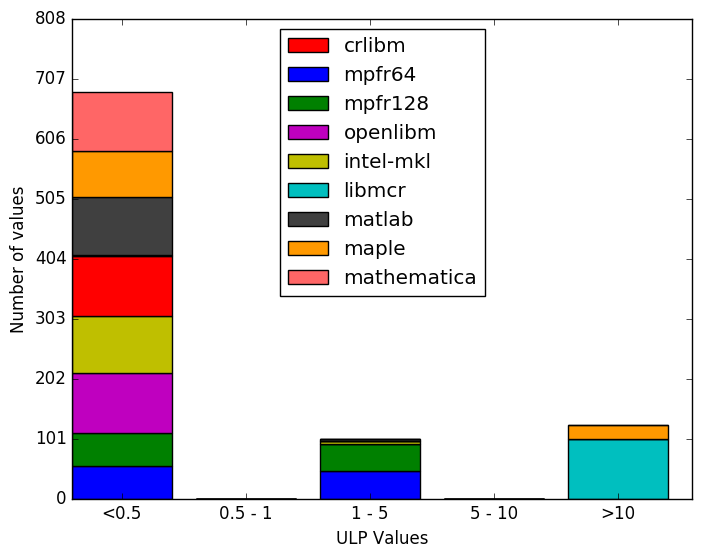 808
707
606
505
404
303
202
101
0
Number of values
crlibm
mpfr64
mpfr128
openlibm
intel-mkl
libmcr
matlab
maple
mathematica
<0.5
0.5 - 1
1 - 5
5 - 10
>10
ULP Values